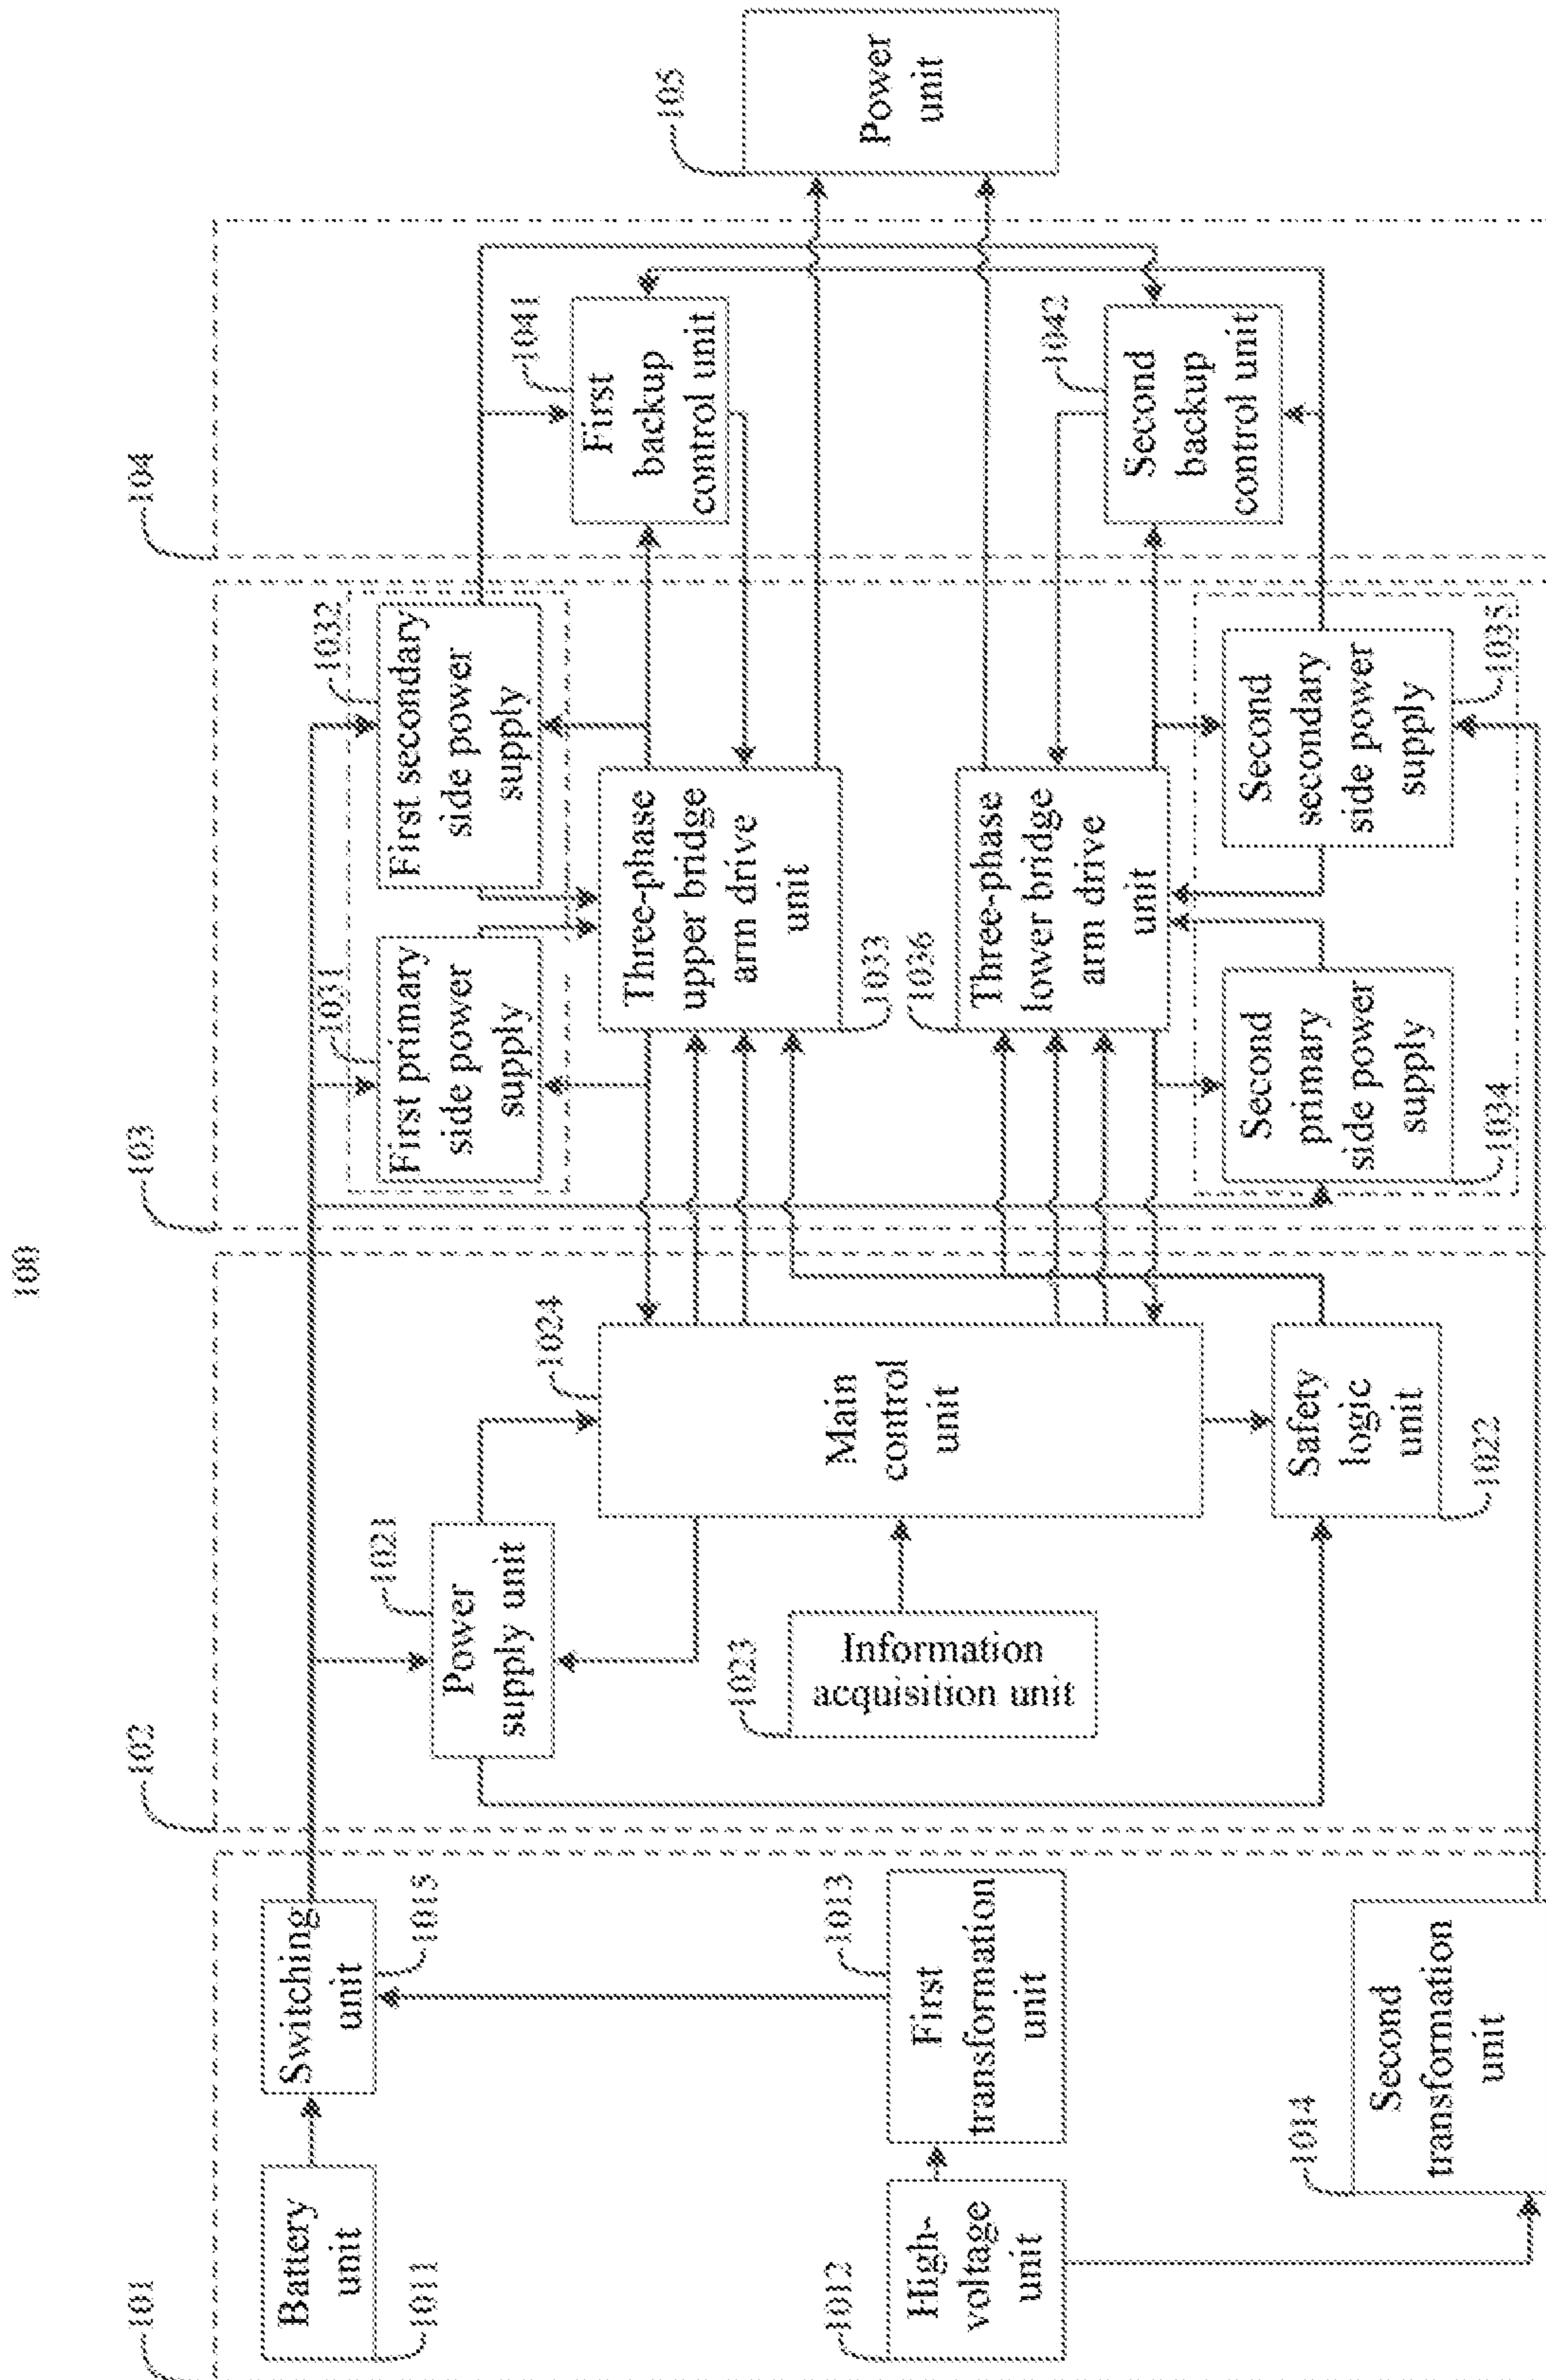 100
101
Battery
unit
1011
Switching
unit
1015
High-
voltage
unit
1012
First
transformation
unit
1013
Second
transformation
unit
1014
102
Power
supply unit
1021
Information
acquisition unit
1023
Main
control
unit
1024
Safety
logic
unit
1022
103
First primary
side power
supply
1031
First secondary
side power
supply
1032
Three-phase
upper bridge
arm drive
unit
1033
Three-phase
lower bridge
arm drive
unit
1036
Second
primary
side power
supply
1034
Second
secondary
side power
supply
1035
104
First
backup
control unit
1041
Second
backup
control unit
1042
Power
unit
105